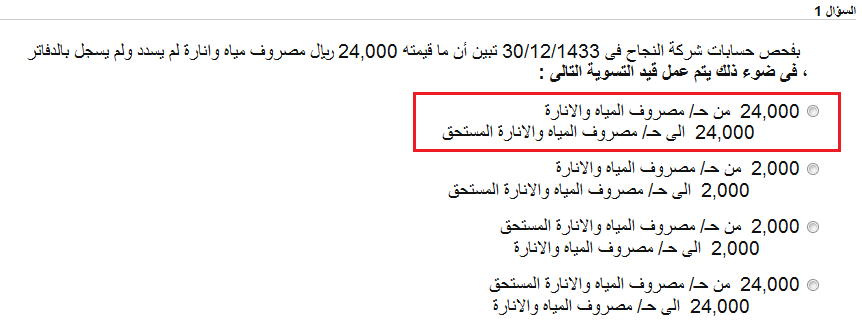 السؤال 1
بفحص حسابات شركة النجاح فى 30/12/1433 تبين أن ما قيمته 24,000 ريال مصروف مياه وانارة لم يسدد ولم يسجل بالدفاتر
، فى ضوء ذلك يتم عمل قيد التسوية التالى :
24,000 من حـ/ مصروف المياه والانارة
24,000 الى حـ/ مصروف المياه والانارة المستحق
2,000 من حـ/ مصروف المياه والانارة
2,000 الى حـ/ مصروف المياه والانارة المستحق
2,000 من حـ/ مصروف المياه والانارة المستحق
2,000 الى حـ/ مصروف المياه والانارة
24,000 من حـ/ مصروف المياه والانارة المستحق
24,000 الى حـ/ مصروف المياه والانارة